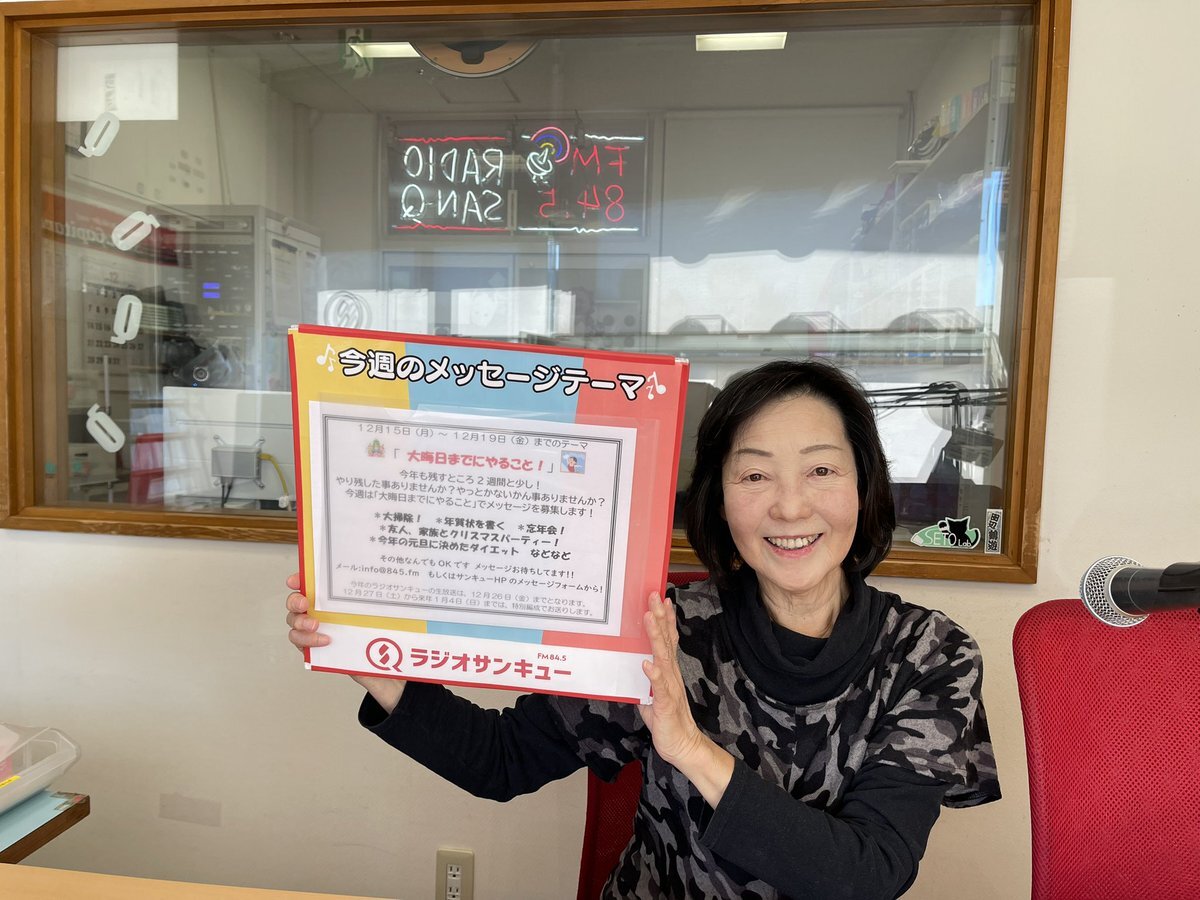 RADIO
SAN-Q
FM
84.5
今週のメッセージテーマ
12月15日（月）～ 12月19日（金）までのテーマ
「 大晦日までにやること！」
今年も残すところ2週間と少し！
やり残した事ありませんか？やっとかないかん事ありませんか？
今週は「大晦日までにやること」でメッセージを募集します！
＊大掃除！ ＊年賀状を書く ＊忘年会！
＊友人、家族とクリスマスパーティー！
＊今年の元旦に決めたダイエット などなど
その他なんでもOKです メッセージお待ちしてます!!
メール:info@845.fm もしくはサンキューHPのメッセージフォームから！
今年のラジオサンキューの生放送は、12月26日（金）までとなります。
12月27日（土）から来年1月4日（日）までは、特別編成でお送りします。
FM 84.5
ラジオサンキュー
SETO Lab